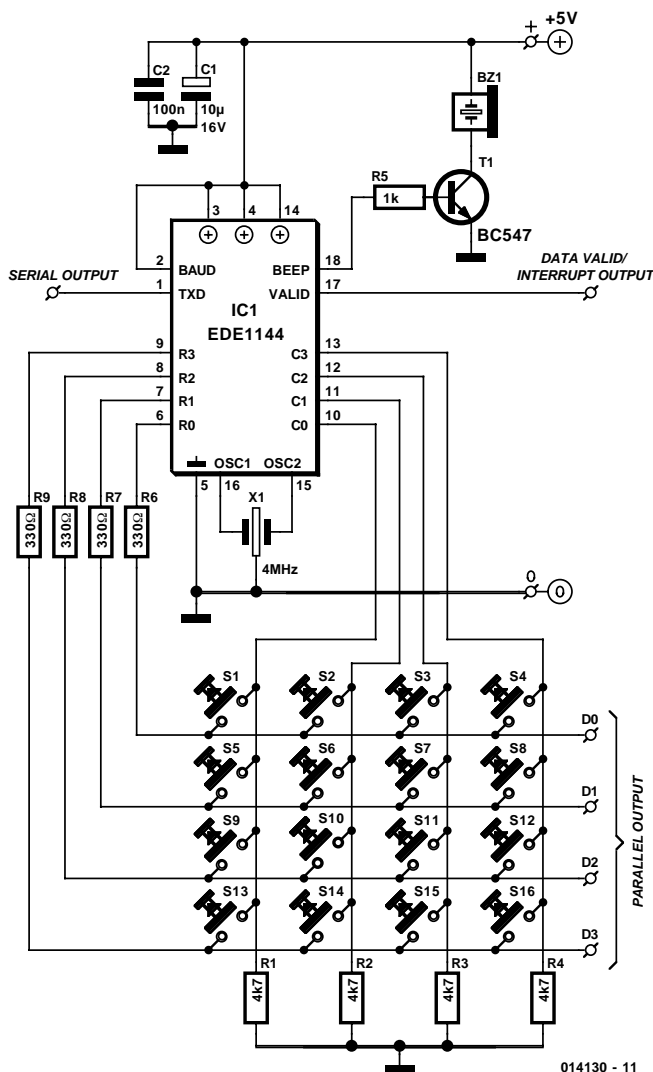 + +5V
C2 C1
100n 10µ
16V
BZ1
T1
R5
1k
BC547
3 4 14
2 BAUD BEEP 18
SERIAL OUTPUT
1 TXD VALID 17
DATA VALID/
INTERRUPT OUTPUT
IC1
EDE1144
9 R3 C3 13
8 R2 C2 12
7 R1 C1 11
6 R0 C0 10
OSC1 OSC2
5 16 15
X1
4MHz
R9 R8 R7 R6
330Ω 330Ω 330Ω 330Ω
0 0
S1 S2 S3 S4
D0
S5 S6 S7 S8
D1
S9 S10 S11 S12
D2
S13 S14 S15 S16
D3
PARALLEL OUTPUT
R1 R2 R3 R4
4k7 4k7 4k7 4k7
014130 - 11